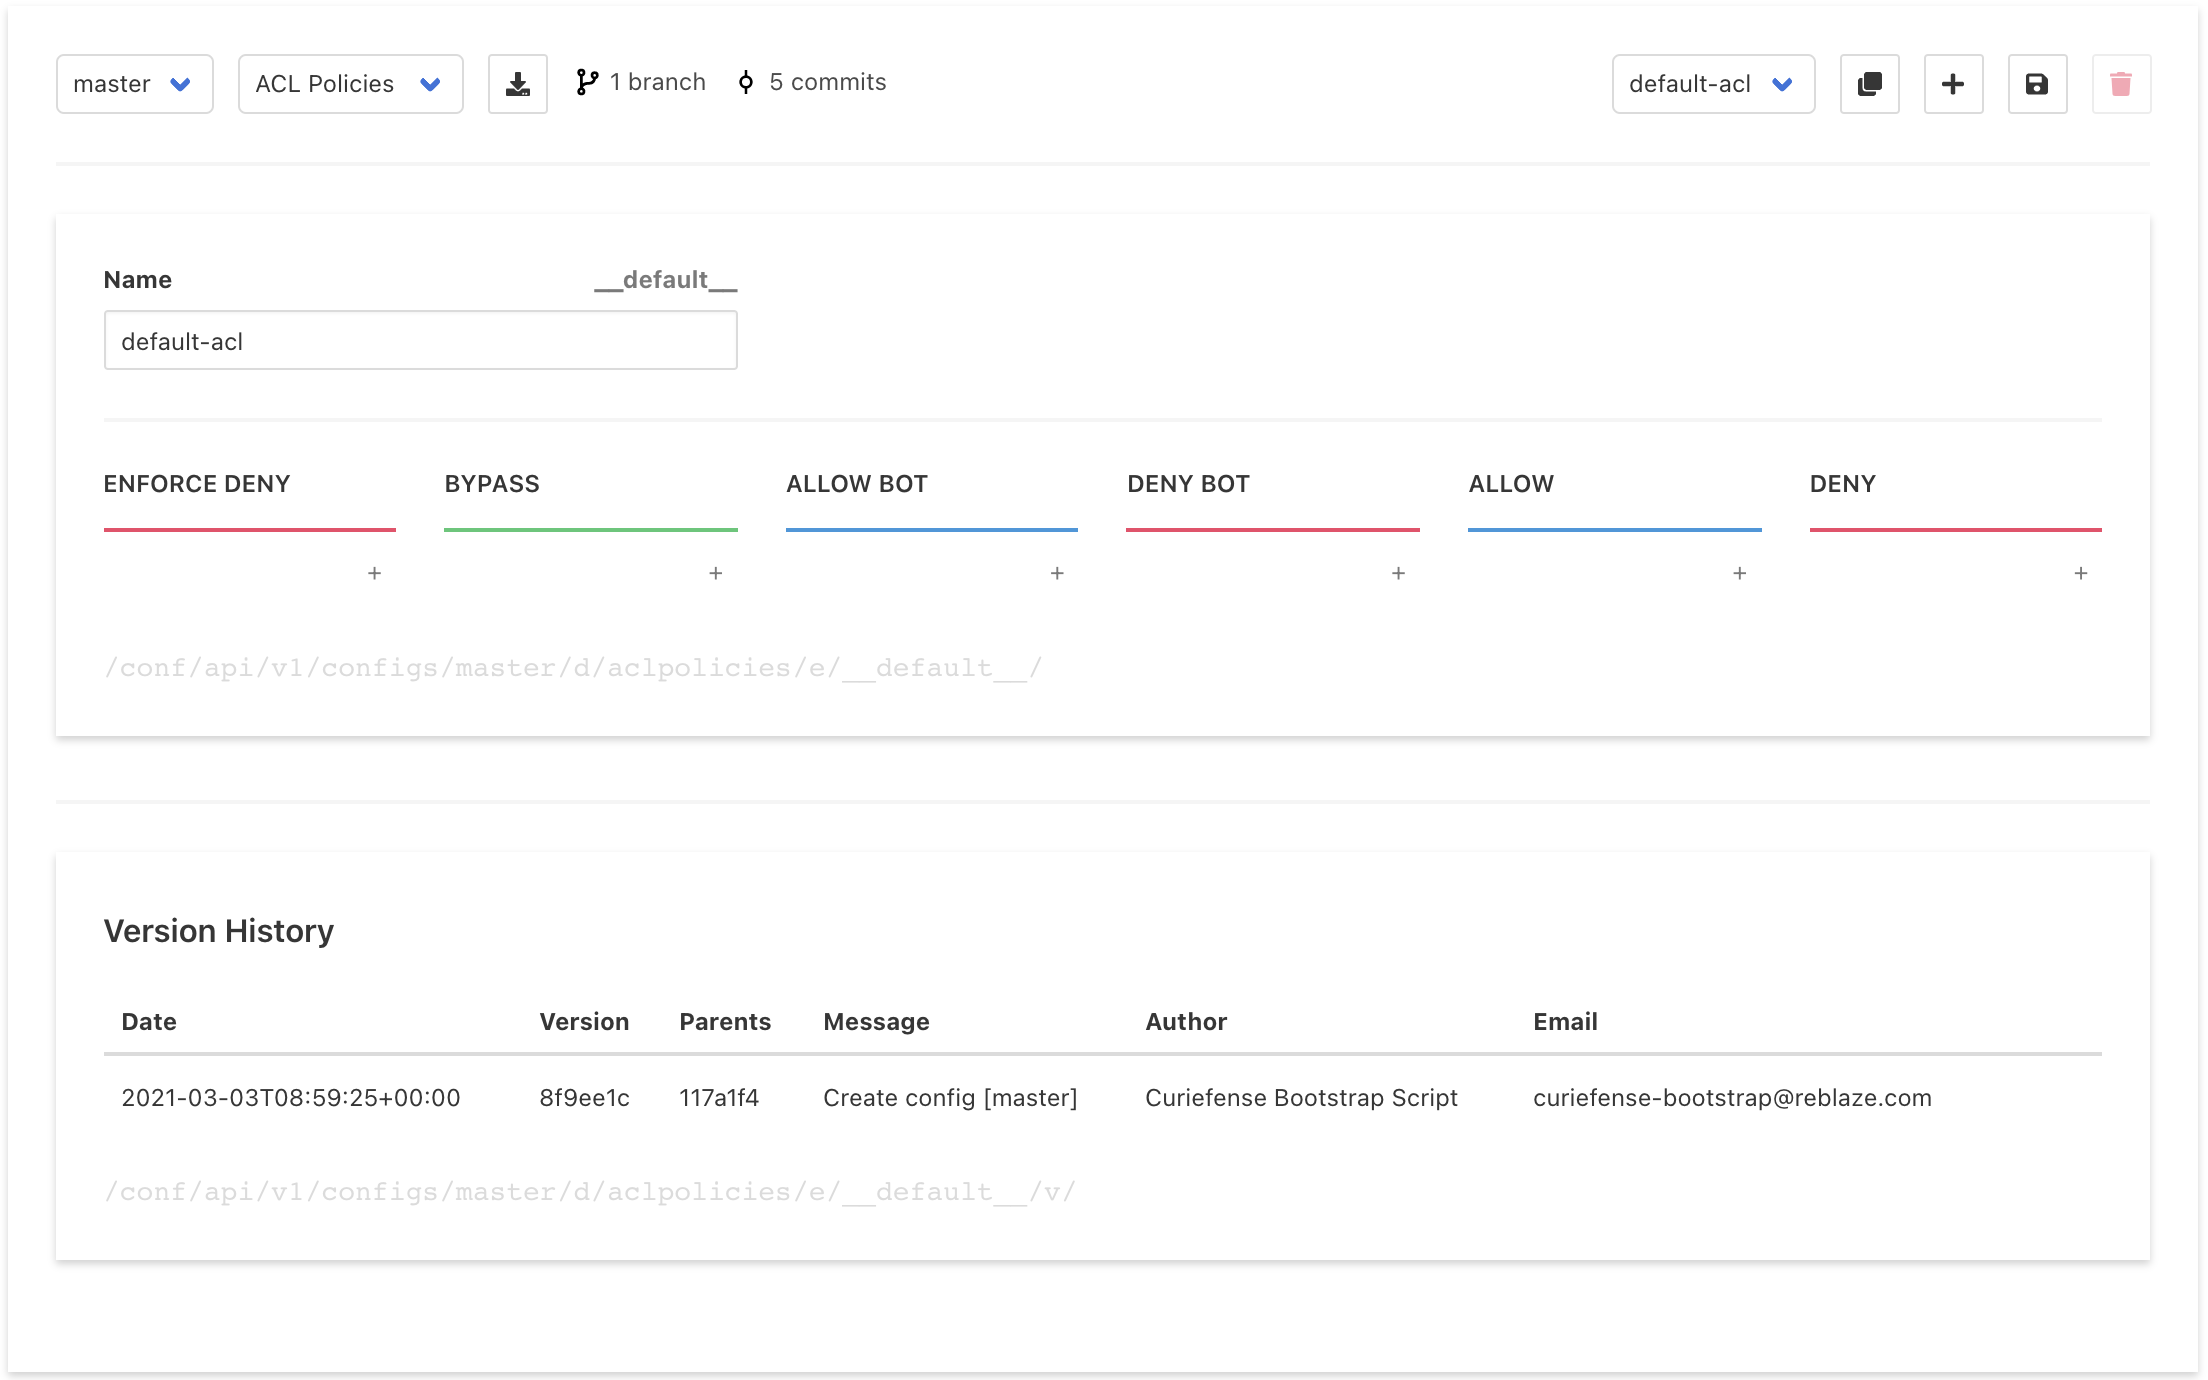 master ACL Policies 1 branch 5 commits default-acl
Name __default__
default-acl
ENFORCE DENY BYPASS ALLOW BOT DENY BOT ALLOW DENY
+ + + + + +
/conf/api/v1/configs/master/d/aclpolicies/e/__default__/
Version History
Date Version Parents Message Author Email
2021-03-03T08:59:25+00:00 8f9ee1c 117a1f4 Create config [master] Curiefense Bootstrap Script curiefense-bootstrap@reblaze.com
/conf/api/v1/configs/master/d/aclpolicies/e/__default__/v/